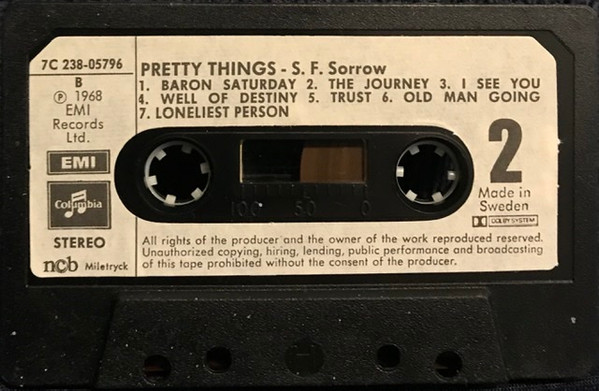 7C 238-05796
B
Ⓟ 1968
EMI
Records
Ltd.
EMI
Columbia
STEREO
ncb Miletryck
PRETTY THINGS - S. F. Sorrow
1. BARON SATURDAY 2. THE JOURNEY 3. I SEE YOU
4. WELL OF DESTINY 5. TRUST 6. OLD MAN GOING
7. LONELIEST PERSON
2
Made in
Sweden
DOLBY SYSTEM
100 50 0
All rights of the producer and the owner of the work reproduced reserved.
Unauthorized copying, hiring, lending, public performance and broadcasting
of this tape prohibited without the consent of the producer.